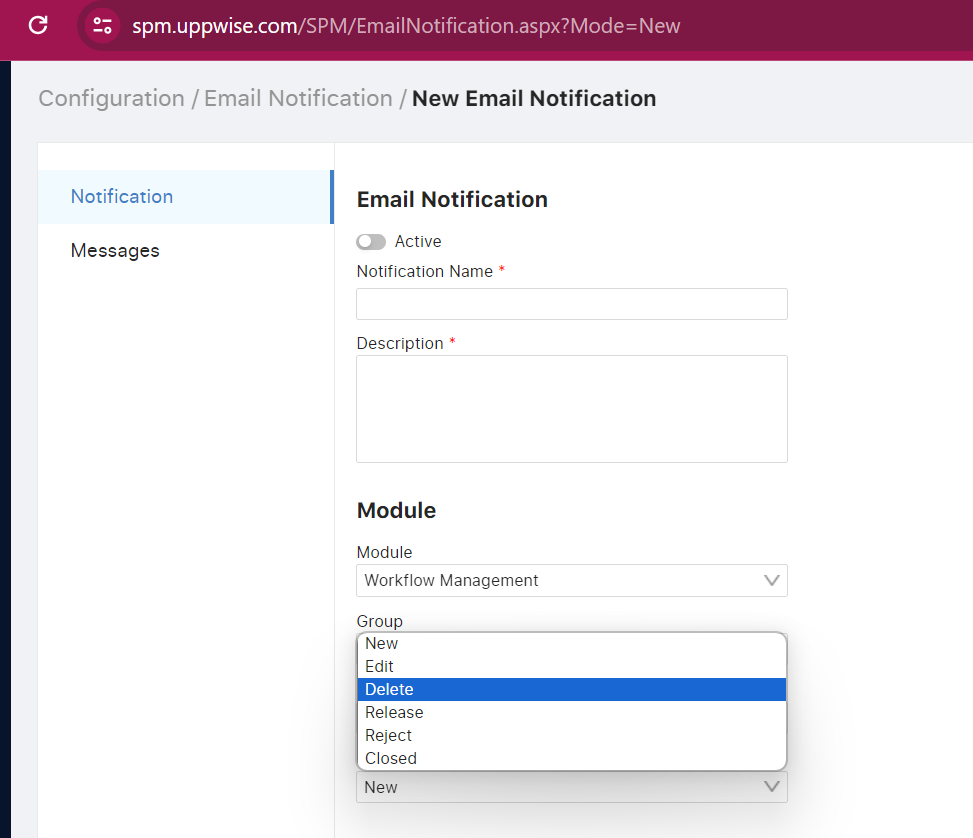 spm.uppwise.com/SPM/EmailNotification.aspx?Mode=New
Configuration / Email Notification / New Email Notification
Notification
Messages
Email Notification
Active
Notification Name *
Description *
Module
Module
Workflow Management
Group
New
Edit
Delete
Release
Reject
Closed
New